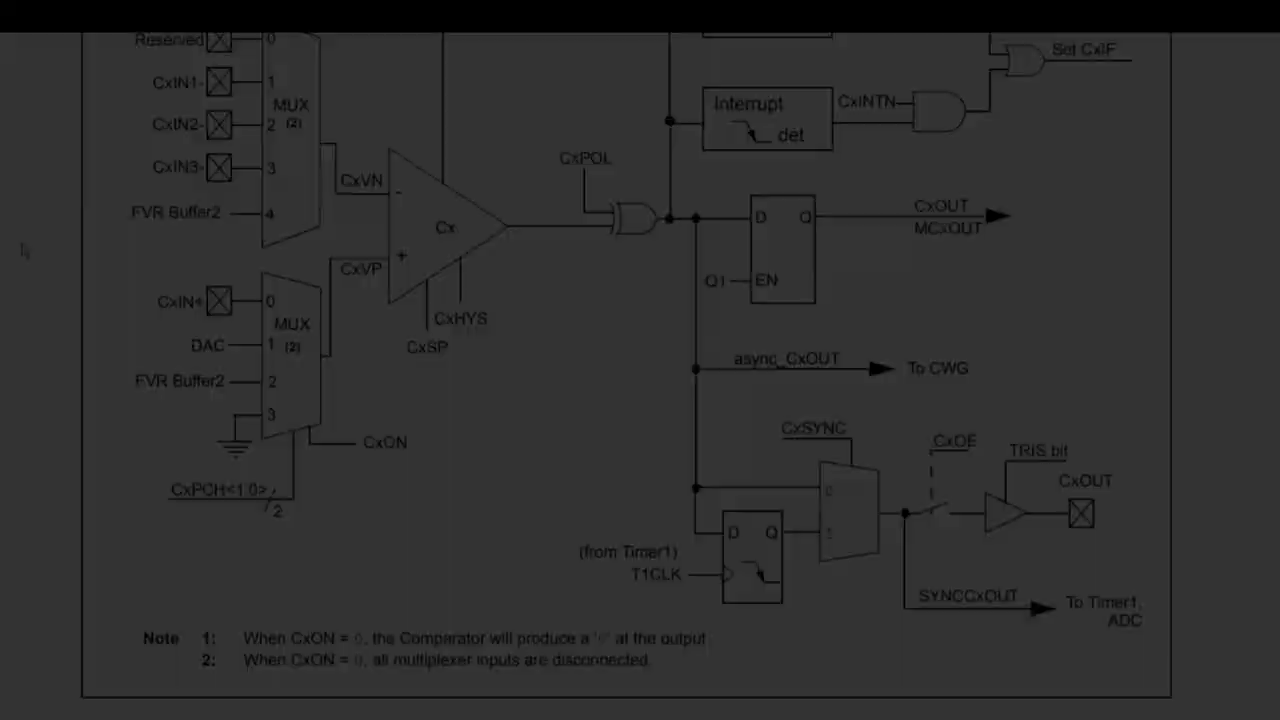 Reserved 0
Set CxIF
CxIN1- 1
Interrupt
det
CxINTN
MUX
(2)
CxIN2- 2
CxIN3- 3
CxPOL
CxVN
-
FVR Buffer2 4
Cx
D Q
CxOUT
MCxOUT
+
CxVP
Q1 EN
CxIN+ 0
CxHYS
MUX
(2)
DAC 1
CxSP
async_CxOUT
To CWG
FVR Buffer2 2
3
CxON
CxSYNC
CxOE
TRIS bit
CxOUT
CxPCH<1:0>
2
0
D Q
1
(from Timer1)
T1CLK
SYNCCxOUT
To Timer1,
ADC
Note 1: When CxON = 0, the Comparator will produce a '0' at the output
2: When CxON = 0, all multiplexer inputs are disconnected.